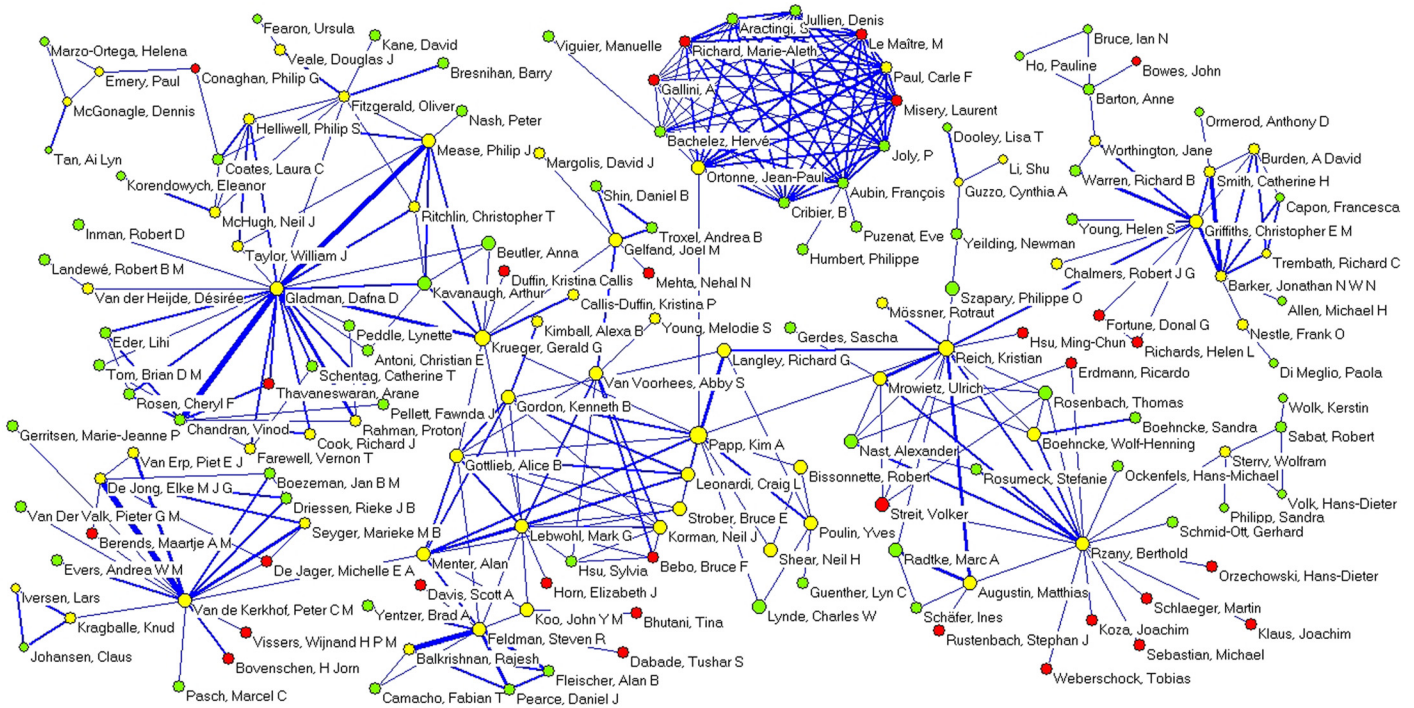 Fearon, Ursula
Marzo-Ortega, Helena
Veale, Douglas J
Kane, David
Emery, Paul
Conaghan, Philip G
Bresnihan, Barry
McGonagle, Dennis
Fitzgerald, Oliver
Helliwell, Philip S
Nash, Peter
Tan, Ai Lyn
Coates, Laura C
Mease, Philip J
Korendowych, Eleanor
McHugh, Neil J
Ritchlin, Christopher T
Inman, Robert D
Taylor, William J
Landewé, Robert B M
Van der Heijde, Désirée
Gladman, Dafna D
Kavanaugh, Arthur
Beutler, Anna
Duffin, Kristina Callis
Callis-Duffin, Kristina P
Margolis, David J
Shin, Daniel B
Troxel, Andrea B
Gelfand, Joel M
Mehta, Nehal N
Viguier, Manuelle
Aractingi, S
Jullien, Denis
Richard, Marie-Aleth
Le Maître, M
Paul, Carle F
Gallini, A
Misery, Laurent
Bachelez, Hervé
Joly, P
Ortonne, Jean-Paul
Aubin, François
Cribier, B
Puzenat, Eve
Humbert, Philippe
Dooley, Lisa T
Li, Shu
Guzzo, Cynthia A
Yeilding, Newman
Szapary, Philippe O
Bruce, Ian N
Ho, Pauline
Bowes, John
Barton, Anne
Ormerod, Anthony D
Worthington, Jane
Burden, A David
Warren, Richard B
Smith, Catherine H
Capon, Francesca
Young, Helen S
Griffiths, Christopher E M
Chalmers, Robert J G
Trembath, Richard C
Barker, Jonathan N W N
Allen, Michael H
Fortune, Donal G
Nestle, Frank O
Richards, Helen L
Di Meglio, Paola
Eder, Lihi
Peddle, Lynette
Antoni, Christian E
Krueger, Gerald G
Kimball, Alexa B
Young, Melodie S
Tom, Brian D M
Schentag, Catherine T
Thavaneswaran, Arane
Rosen, Cheryl F
Pellett, Fawnda J
Chandran, Vinod
Rahman, Proton
Cook, Richard J
Farewell, Vernon T
Gerdes, Sascha
Mössner, Rotraut
Hsu, Ming-Chun
Langley, Richard G
Reich, Kristian
Van Voorhees, Abby S
Mrowietz, Ulrich
Erdmann, Ricardo
Rosenbach, Thomas
Gordon, Kenneth B
Papp, Kim A
Boehncke, Sandra
Boehncke, Wolf-Henning
Wolk, Kerstin
Sabat, Robert
Sterry, Wolfram
Nast, Alexander
Gottlieb, Alice B
Bissonnette, Robert
Leonardi, Craig L
Rosumeck, Stefanie
Ockenfels, Hans-Michael
Volk, Hans-Dieter
Philipp, Sandra
Strober, Bruce E
Streit, Volker
Schmid-Ott, Gerhard
Korman, Neil J
Poulin, Yves
Lebwohl, Mark G
Rzany, Berthold
Radtke, Marc A
Shear, Neil H
Menter, Alan
Hsu, Sylvia
Bebo, Bruce F
Orzechowski, Hans-Dieter
Augustin, Matthias
Guenther, Lyn C
Horn, Elizabeth J
Davis, Scott A
Lynde, Charles W
Schäfer, Ines
Schlaeger, Martin
Klaus, Joachim
Koza, Joachim
Rustenbach, Stephan J
Sebastian, Michael
Weberschock, Tobias
Gerritsen, Marie-Jeanne P
Van Erp, Piet E J
De Jong, Elke M J G
Boezeman, Jan B M
Driessen, Rieke J B
Van Der Valk, Pieter G M
Seyger, Marieke M B
Berends, Maartje A M
Evers, Andrea W M
De Jager, Michelle E A
Iversen, Lars
Van de Kerkhof, Peter C M
Kragballe, Knud
Vissers, Wijnand H P M
Johansen, Claus
Bovenschen, H Jorn
Pasch, Marcel C
Yentzer, Brad A
Koo, John Y M
Bhutani, Tina
Feldman, Steven R
Balkrishnan, Rajesh
Dabade, Tushar S
Fleischer, Alan B
Camacho, Fabian T
Pearce, Daniel J